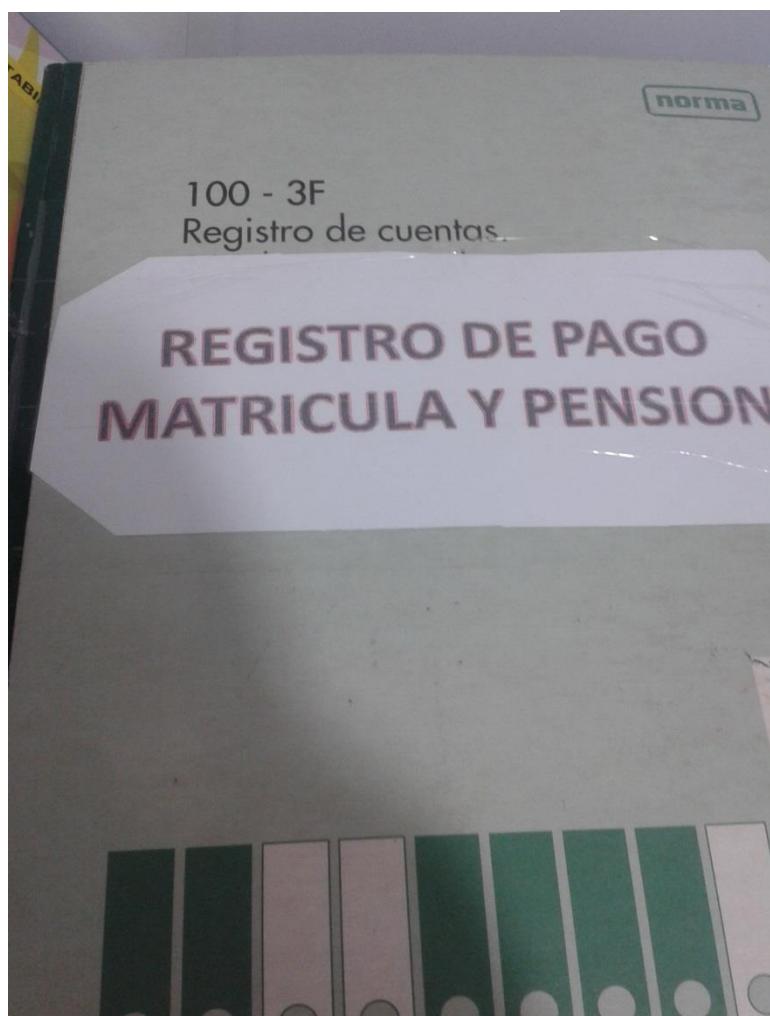 norma
100 - 3F
Registro de cuentas.
REGISTRO DE PAGO
MATRICULA Y PENSION